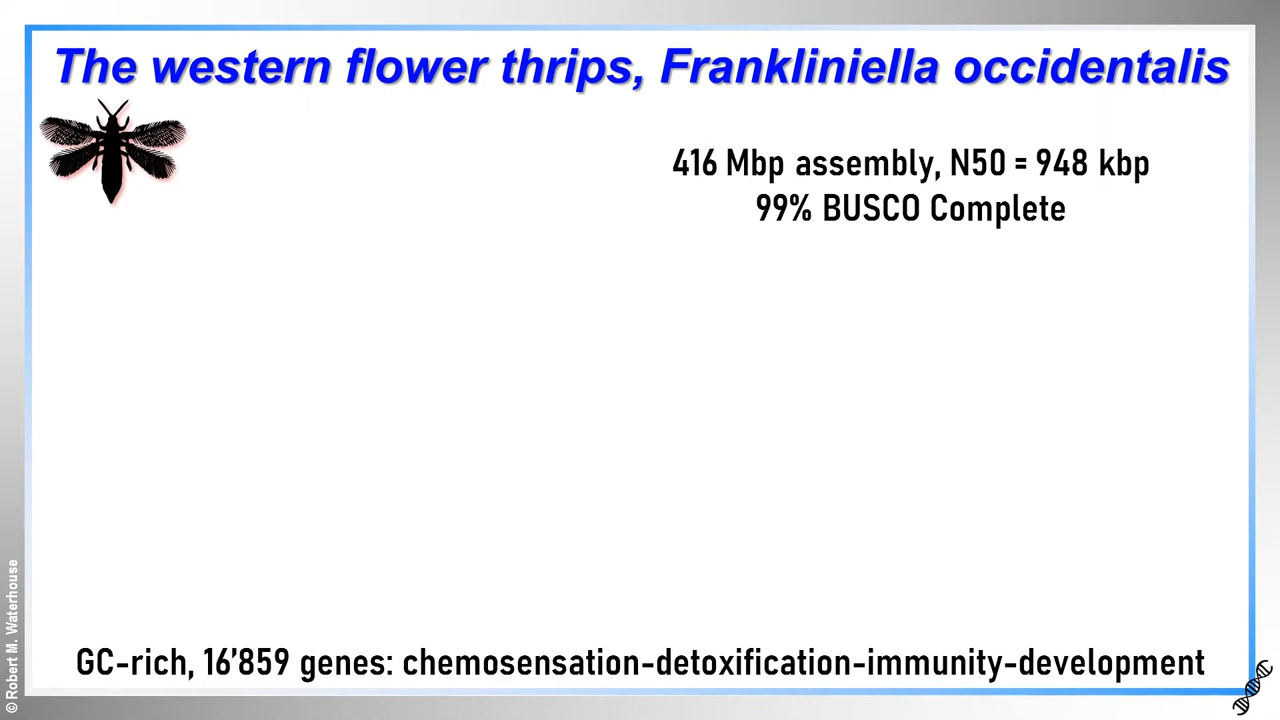 The western flower thrips, Frankliniella occidentalis
416 Mbp assembly, N50 = 948 kbp
99% BUSCO Complete
GC-rich, 16’859 genes: chemosensation-detoxification-immunity-development
© Robert M. Waterhouse